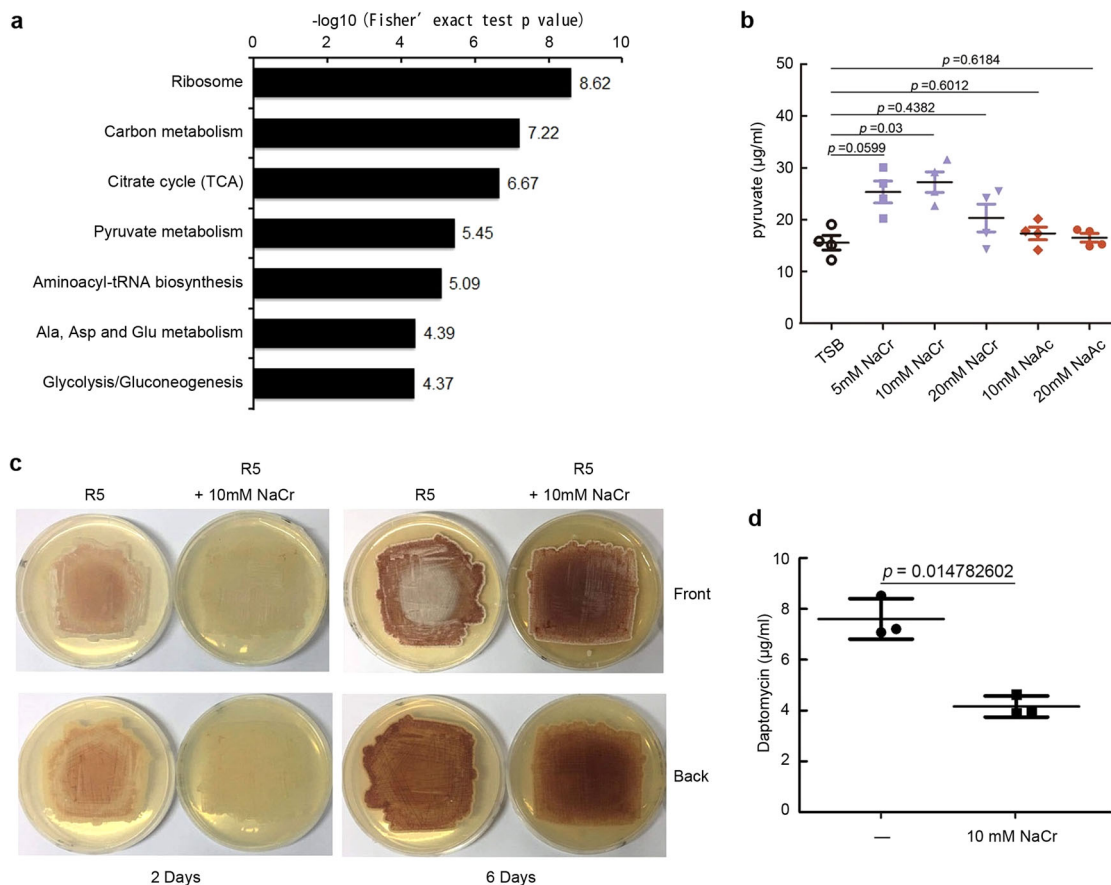 a
-log10 (Fisher’ exact test p value)
0 2 4 6 8 10
Ribosome 8.62
Carbon metabolism 7.22
Citrate cycle (TCA) 6.67
Pyruvate metabolism 5.45
Aminoacyl-tRNA biosynthesis 5.09
Ala, Asp and Glu metabolism 4.39
Glycolysis/Gluconeogenesis 4.37
b
p =0.6184
p =0.6012
p =0.4382
p =0.03
p =0.0599
pyruvate (μg/ml)
50
40
30
20
10
0
TSB
5mM NaCr
10mM NaCr
20mM NaCr
10mM NaAc
20mM NaAc
c
R5
R5
+ 10mM NaCr
R5
R5
+ 10mM NaCr
Front
Back
2 Days
6 Days
d
p = 0.014782602
Daptomycin (μg/ml)
10
8
6
4
2
0
—
10 mM NaCr